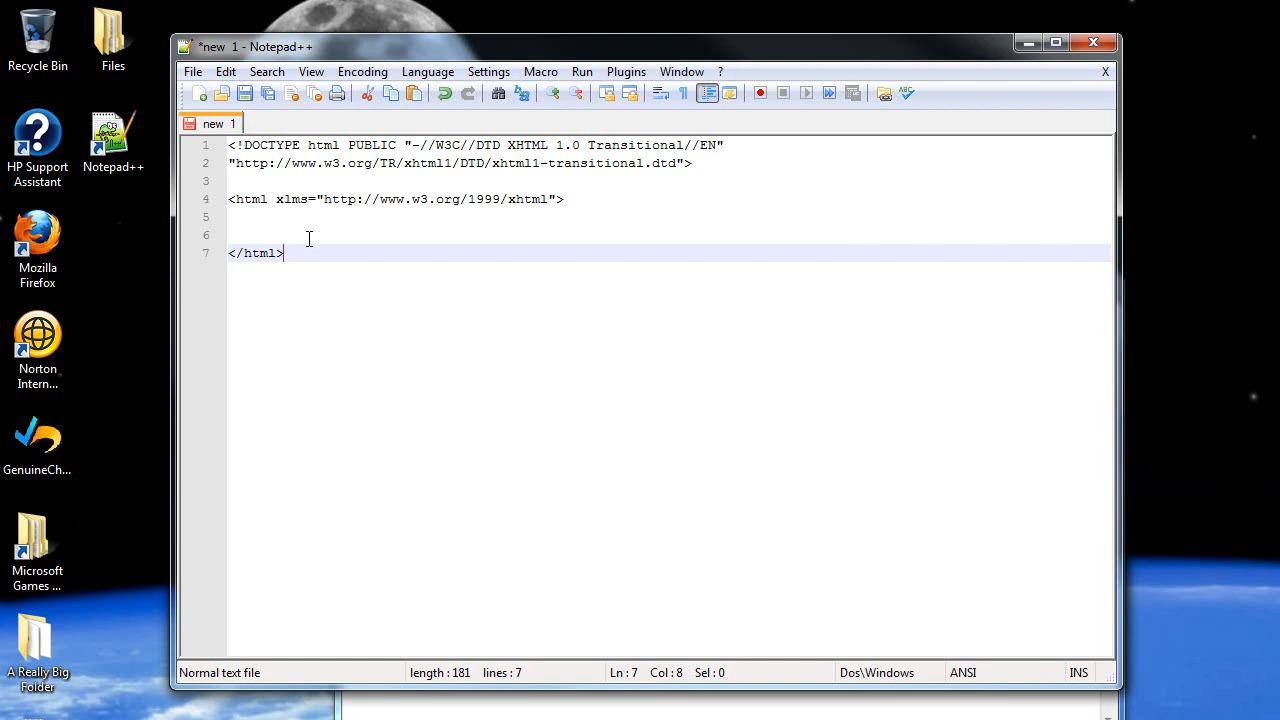 Recycle Bin
Files
HP Support
Assistant
Notepad++
Mozilla
Firefox
Norton
Intern...
GenuineCh...
Microsoft
Games ...
A Really Big
Folder
*new 1 - Notepad++
File Edit Search View Encoding Language Settings Macro Run Plugins Window ? X
new 1
1 <!DOCTYPE html PUBLIC "-//W3C//DTD XHTML 1.0 Transitional//EN"
2 "http://www.w3.org/TR/xhtml1/DTD/xhtml1-transitional.dtd">
3
4 <html xlms="http://www.w3.org/1999/xhtml">
5
6
7 </html>
Normal text file length : 181 lines : 7 Ln : 7 Col : 8 Sel : 0 Dos\Windows ANSI INS